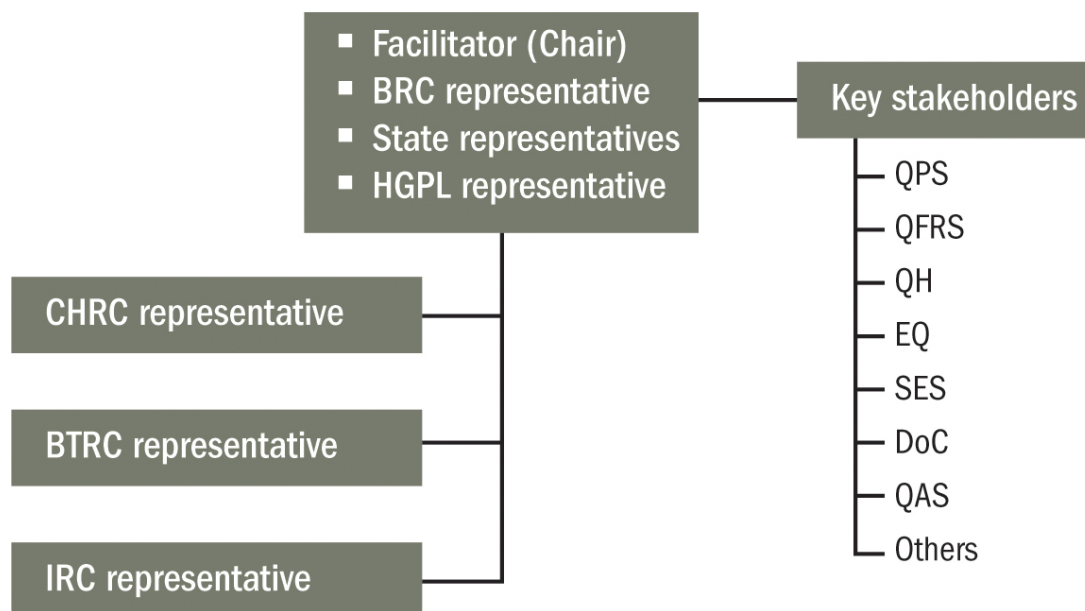 ▪ Facilitator (Chair)
▪ BRC representative
▪ State representatives
▪ HGPL representative
Key stakeholders
QPS
QFRS
QH
EQ
SES
DoC
QAS
Others
CHRC representative
BTRC representative
IRC representative